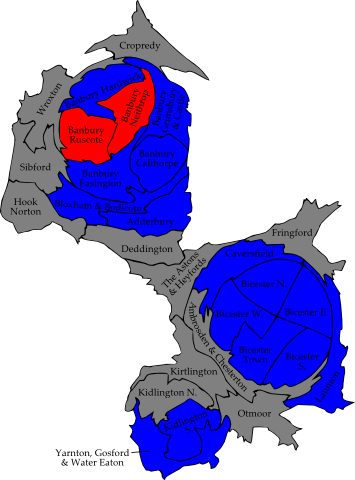 Cropredy
Wroxton
Banbury Hardwick
Banbury
Neithrop
Banbury
Grimsbury
& Castle
Banbury
Ruscote
Banbury
Calthorpe
Sibford
Banbury
Easington
Hook
Norton
Bloxham & Bodicote
Adderbury
Deddington
Fringford
The Astons
& Heyfords
Caversfield
Bicester N.
Bicester W.
Bicester E.
Ambrosden & Chesterton
Bicester
Town
Bicester
S.
Launton
Kirtlington
Kidlington N.
Otmoor
Kidlington
S.
Yarnton, Gosford
& Water Eaton